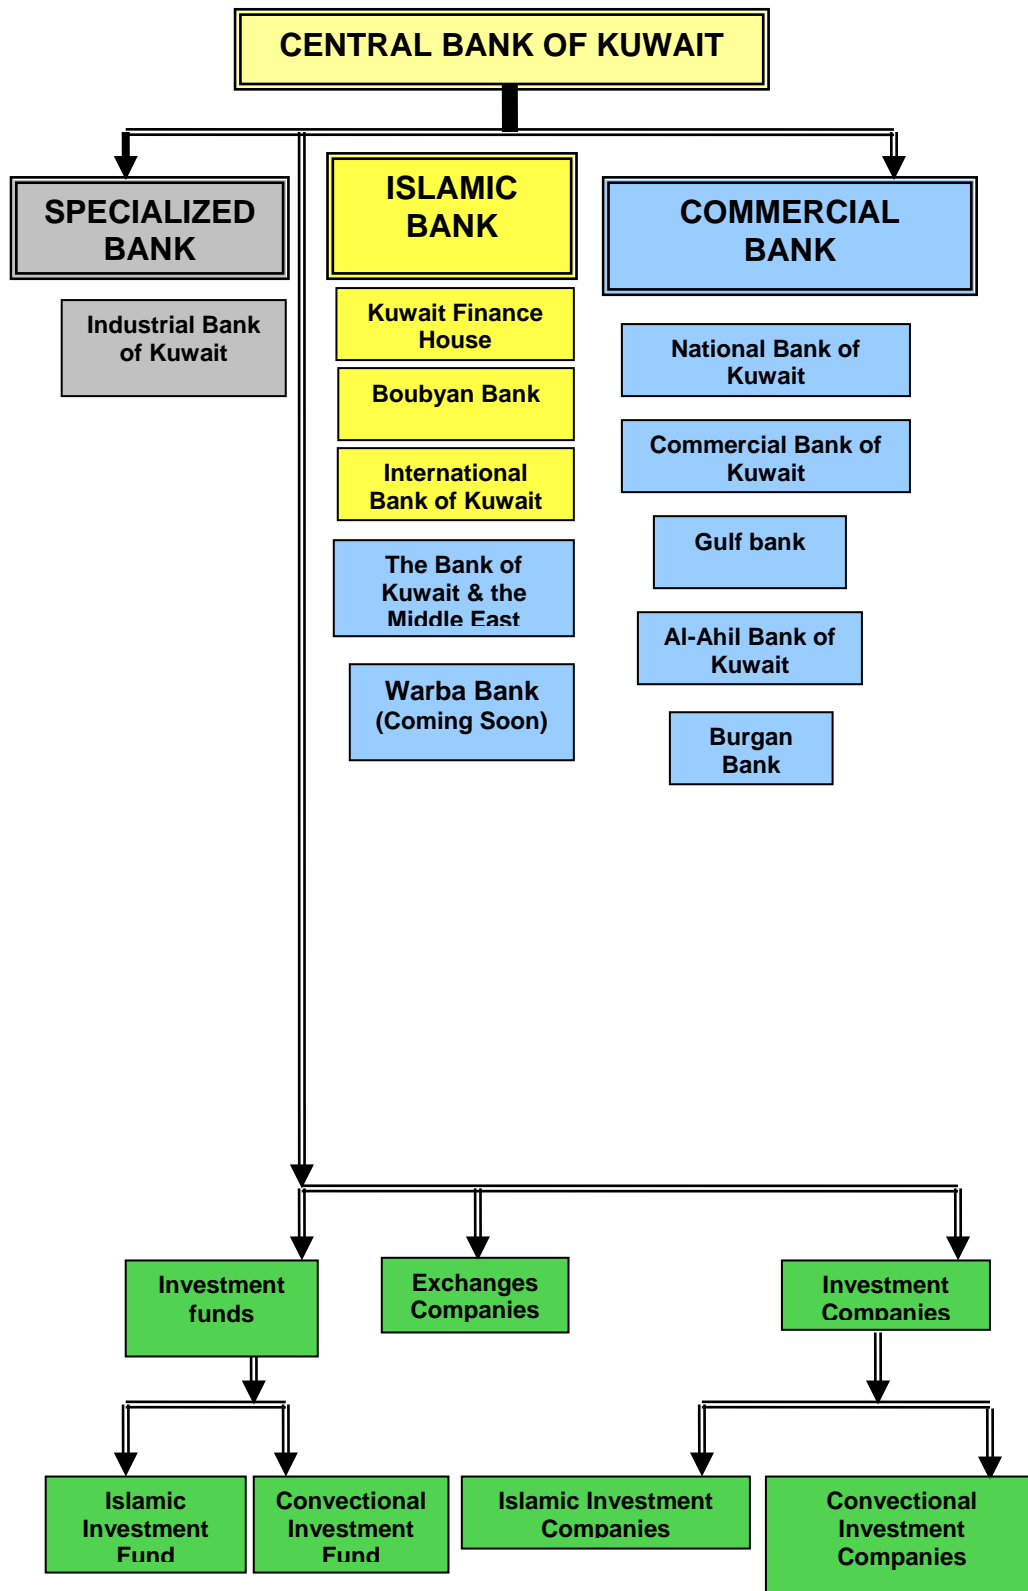 CENTRAL BANK OF KUWAIT
SPECIALIZED
BANK
Industrial Bank
of Kuwait
ISLAMIC
BANK
Kuwait Finance
House
Boubyan Bank
International
Bank of Kuwait
The Bank of
Kuwait & the
Middle East
Warba Bank
(Coming Soon)
COMMERCIAL
BANK
National Bank of
Kuwait
Commercial Bank of
Kuwait
Gulf bank
Al-Ahil Bank of
Kuwait
Burgan
Bank
Investment
funds
Exchanges
Companies
Investment
Companies
Islamic
Investment
Fund
Convectional
Investment
Fund
Islamic Investment
Companies
Convectional
Investment
Companies